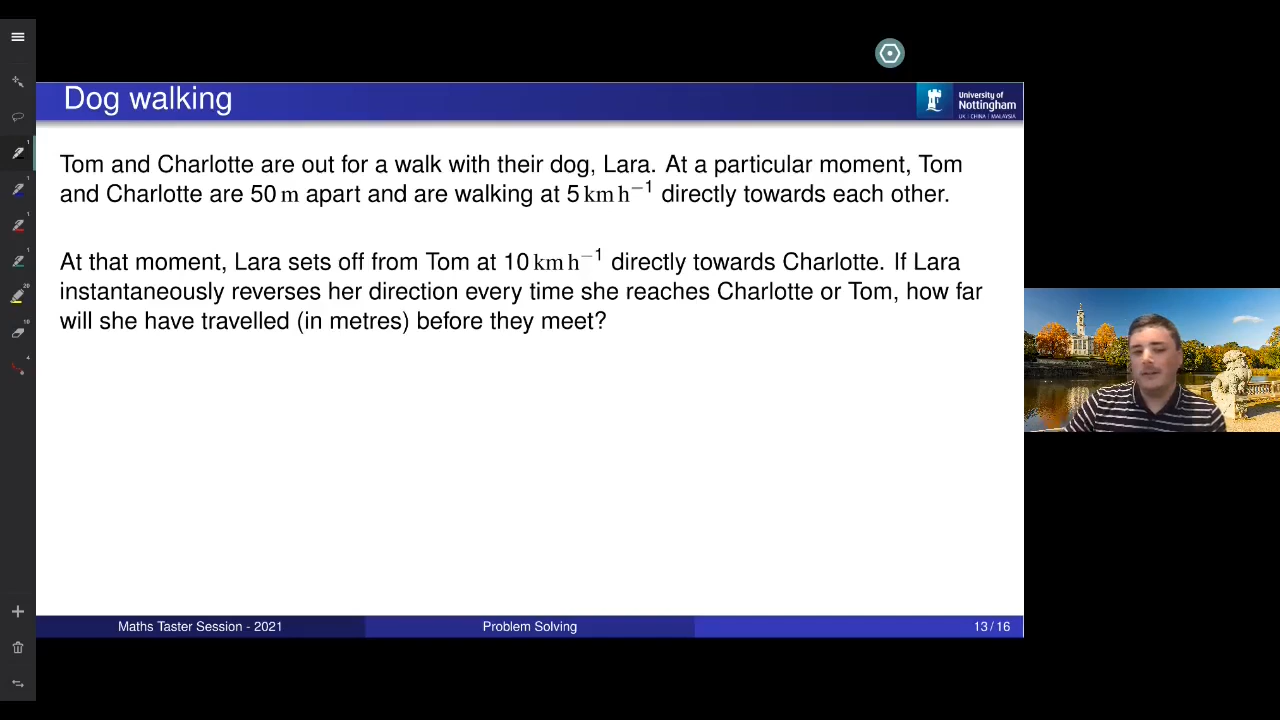 Dog walking
University of
Nottingham
UK | CHINA | MALAYSIA
Tom and Charlotte are out for a walk with their dog, Lara. At a particular moment, Tom
and Charlotte are 50 m apart and are walking at 5 km h⁻¹ directly towards each other.
At that moment, Lara sets off from Tom at 10 km h⁻¹ directly towards Charlotte. If Lara
instantaneously reverses her direction every time she reaches Charlotte or Tom, how far
will she have travelled (in metres) before they meet?
Maths Taster Session - 2021
Problem Solving
13 / 16